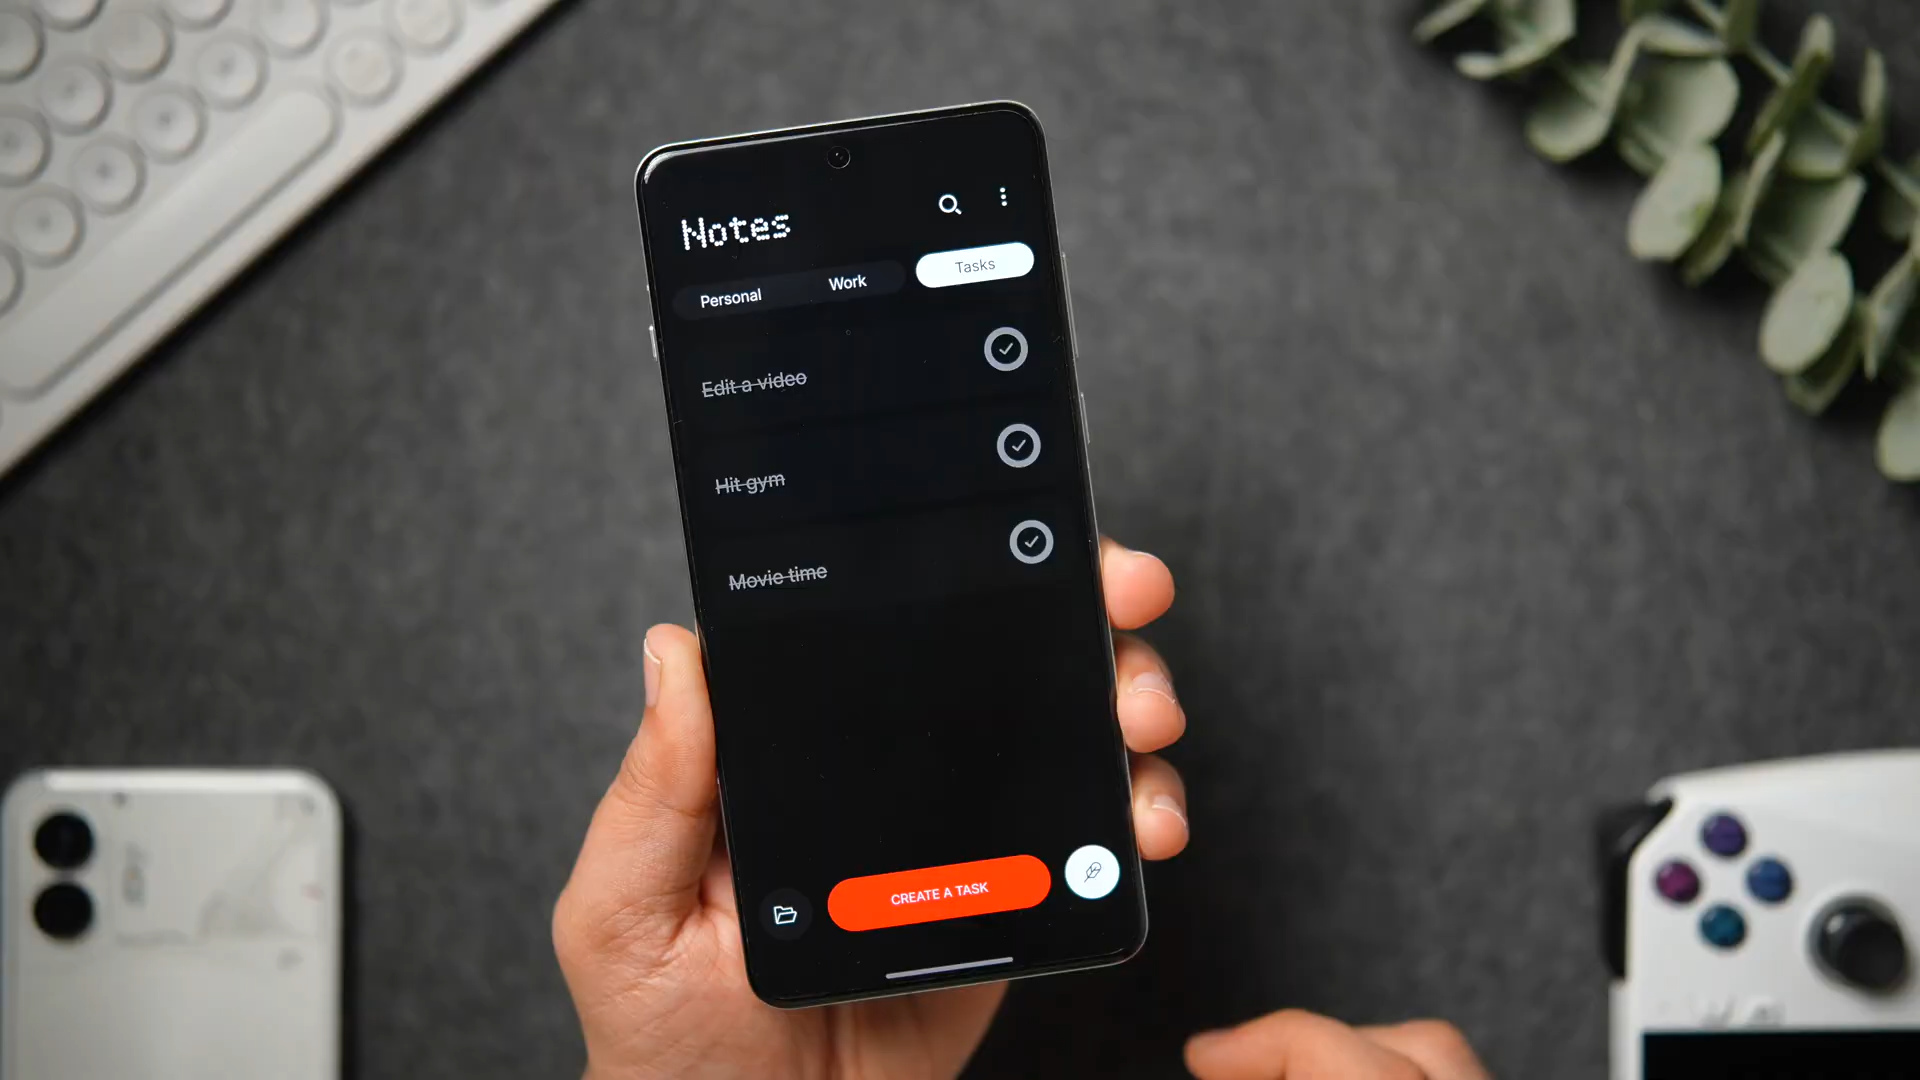 Notes
Personal Work Tasks
Edit a video
Hit gym
Movie time
CREATE A TASK